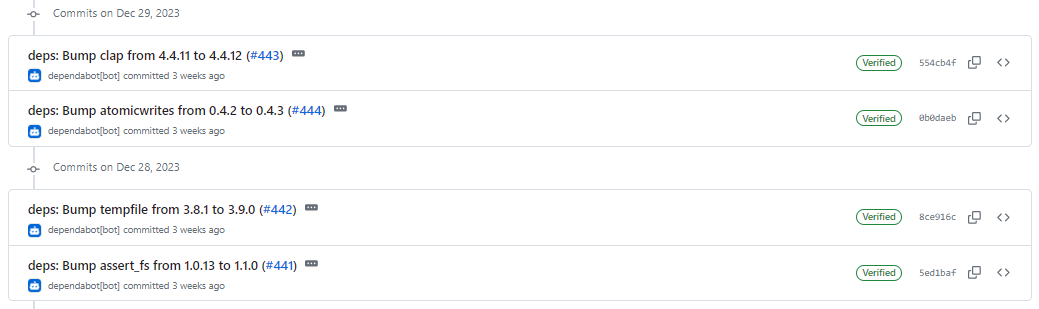 Commits on Dec 29, 2023
deps: Bump clap from 4.4.11 to 4.4.12 (#443)
dependabot[bot] committed 3 weeks ago
Verified
554cb4f
deps: Bump atomicwrites from 0.4.2 to 0.4.3 (#444)
dependabot[bot] committed 3 weeks ago
Verified
0b0daeb
Commits on Dec 28, 2023
deps: Bump tempfile from 3.8.1 to 3.9.0 (#442)
dependabot[bot] committed 3 weeks ago
Verified
8ce916c
deps: Bump assert_fs from 1.0.13 to 1.1.0 (#441)
dependabot[bot] committed 3 weeks ago
Verified
5ed1baf